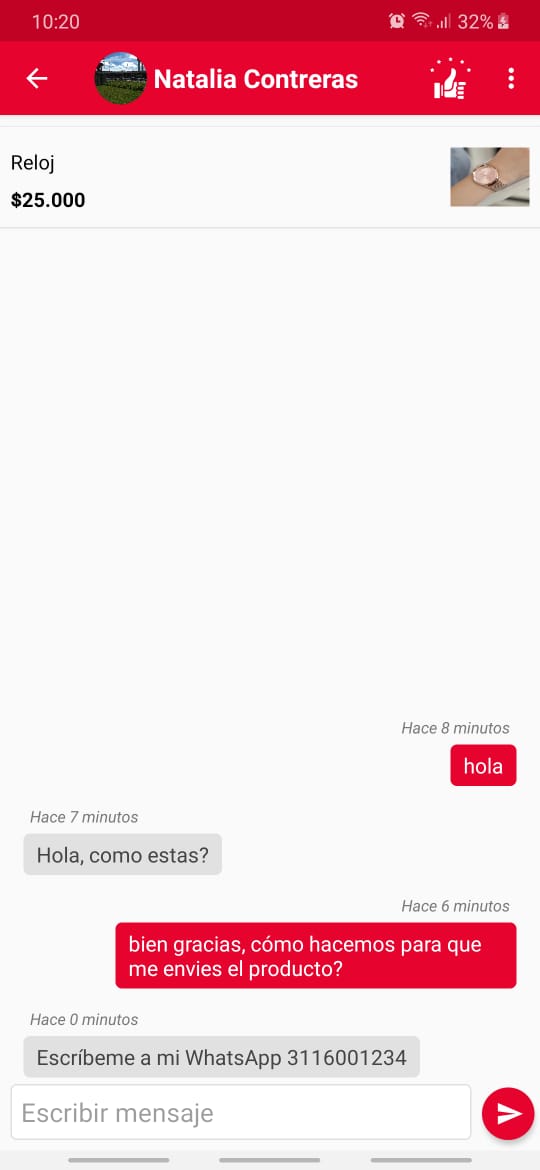 10:20
32%
Natalia Contreras
Reloj
$25.000
Hace 8 minutos
hola
Hace 7 minutos
Hola, como estas?
Hace 6 minutos
bien gracias, cómo hacemos para que
me envies el producto?
Hace 0 minutos
Escríbeme a mi WhatsApp 3116001234
Escribir mensaje